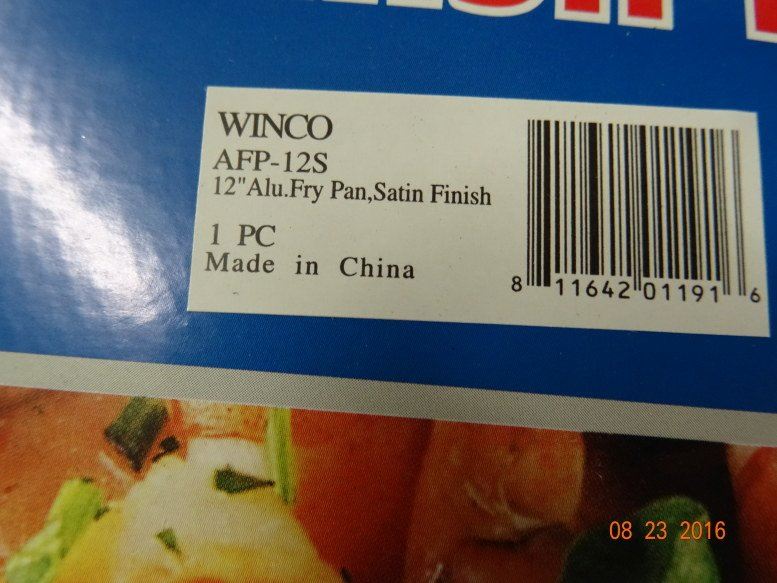 WINCO
AFP-12S
12"Alu.Fry Pan,Satin Finish
1 PC
Made in China
8 11642 01191 6
08 23 2016